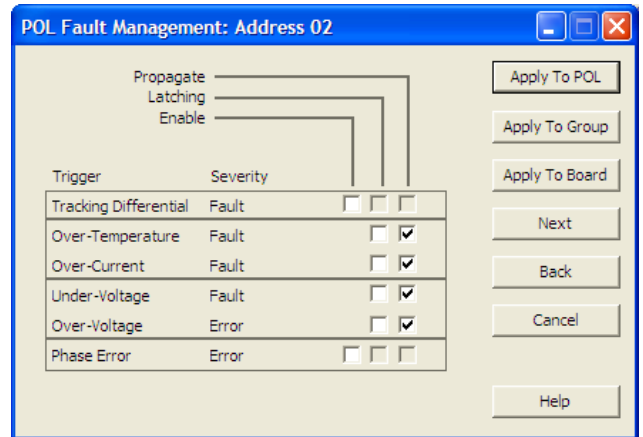 POL Fault Management: Address 02
Propagate
Latching
Enable
Trigger Severity
Tracking Differential Fault
Over-Temperature Fault
Over-Current Fault
Under-Voltage Fault
Over-Voltage Error
Phase Error Error
Apply To POL
Apply To Group
Apply To Board
Next
Back
Cancel
Help